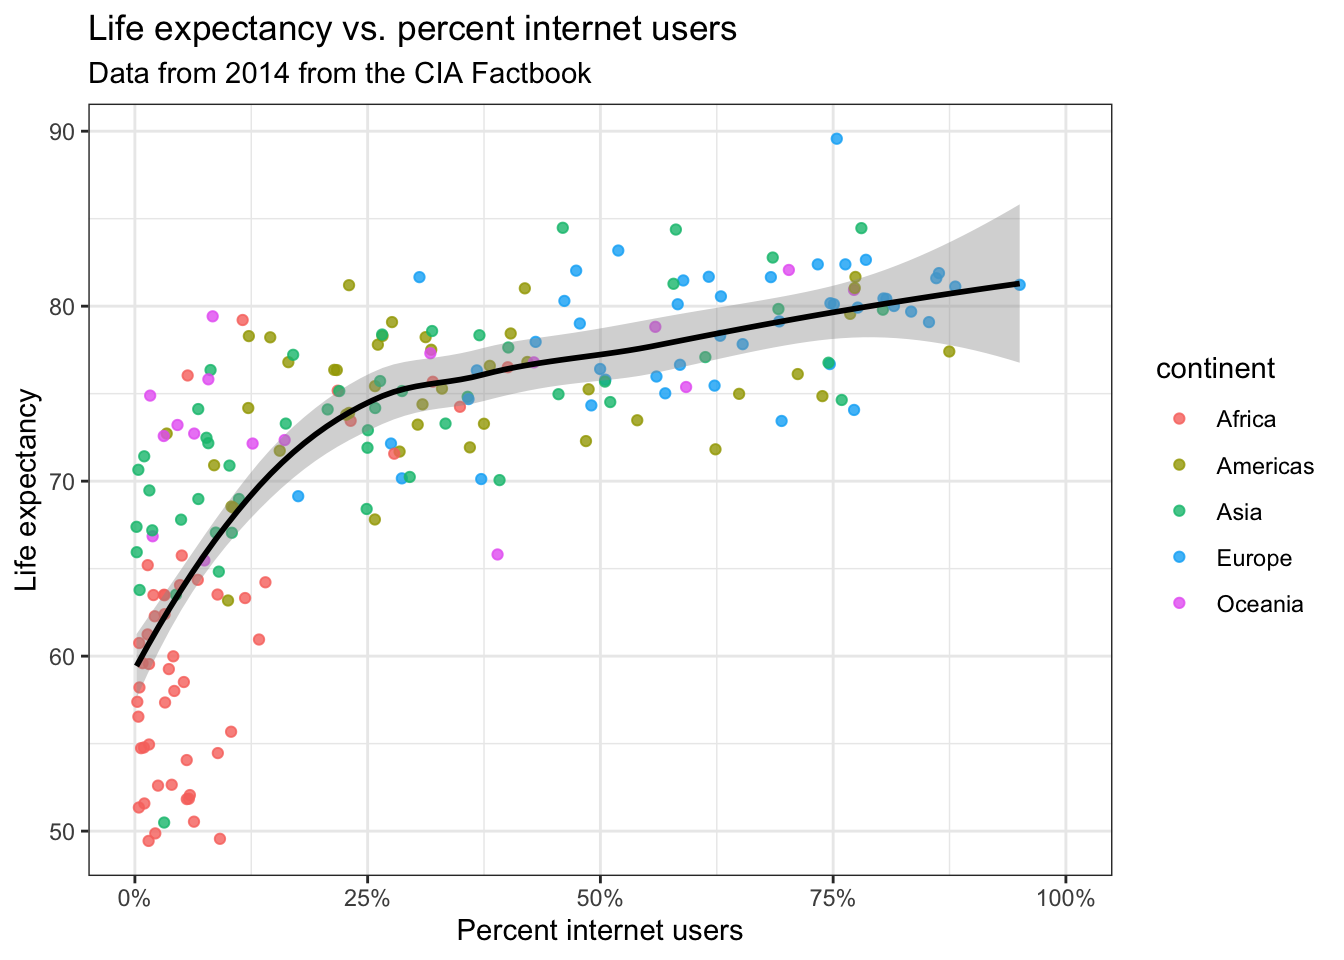 Life expectancy vs. percent internet users
Data from 2014 from the CIA Factbook
90
80
70
60
50
Life expectancy
0% 25% 50% 75% 100%
Percent internet users
continent
Africa
Americas
Asia
Europe
Oceania